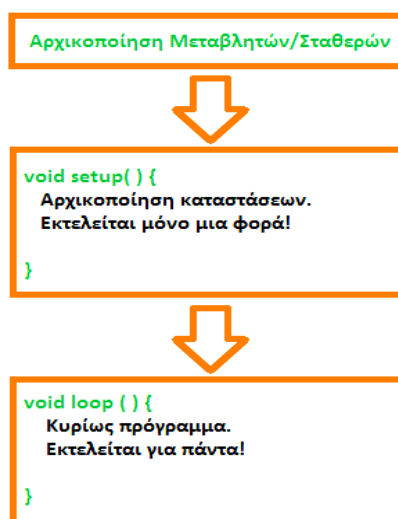 Αρχικοποίηση Μεταβλητών/Σταθερών
void setup( ) {
Αρχικοποίηση καταστάσεων.
Εκτελείται μόνο μια φορά!
}
void loop ( ) {
Κυρίως πρόγραμμα.
Εκτελείται για πάντα!
}